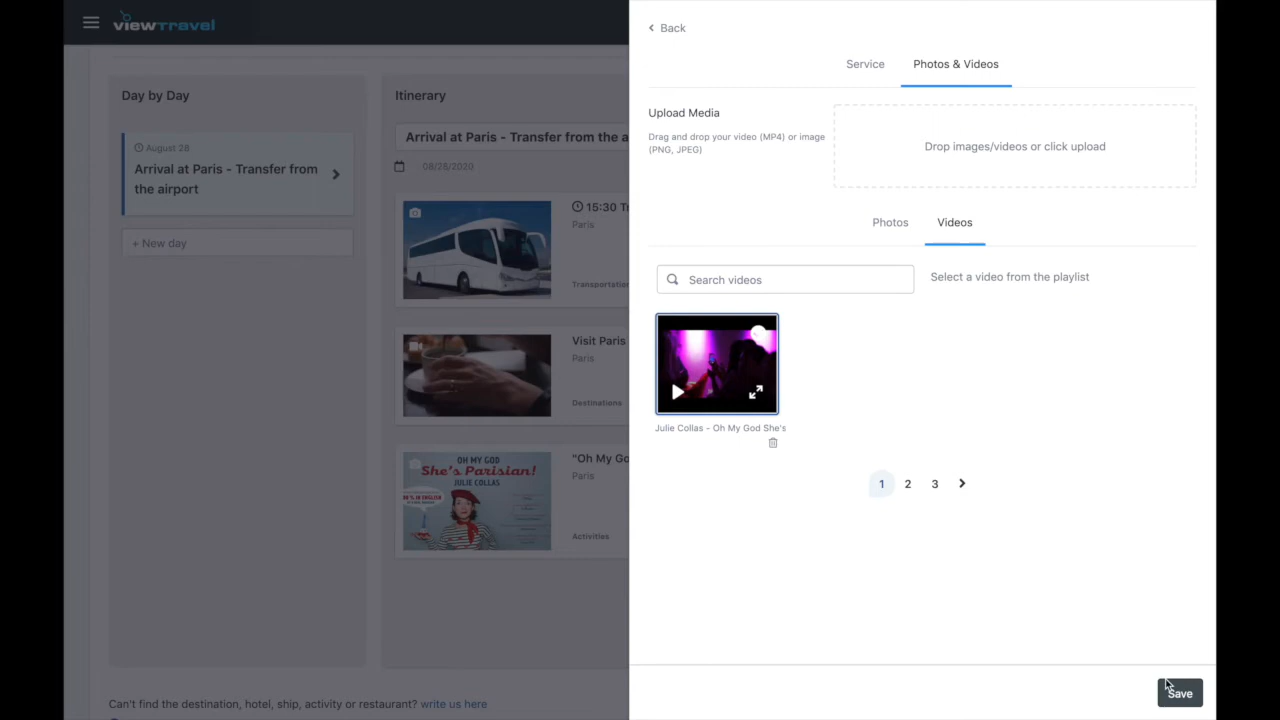 viewtravel
Day by Day
August 28
Arrival at Paris - Transfer from
the airport
+ New day
Itinerary
Arrival at Paris - Transfer from the a
08/28/2020
15:30 Tr
Paris
Transportation
Visit Paris
Paris
Destinations
OH MY GOD
She's Parisian!
JULIE COLLAS
"Oh My Go
Paris
Activities
Can't find the destination, hotel, ship, activity or restaurant? write us here
Back
Service
Photos & Videos
Upload Media
Drag and drop your video (MP4) or image
(PNG, JPEG)
Drop images/videos or click upload
Photos
Videos
Search videos
Select a video from the playlist
Julie Collas - Oh My God She's
1 2 3
Save